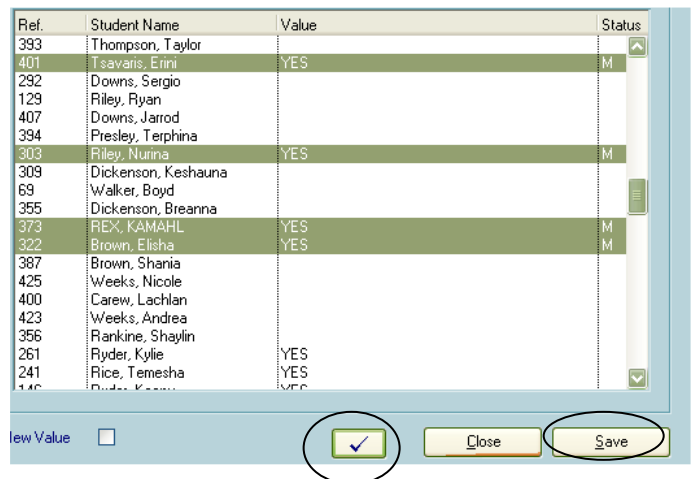 Ref. Student Name Value Status
393 Thompson, Taylor
401 Tsavaris, Erini YES M
292 Downs, Sergio
129 Riley, Ryan
407 Downs, Jarrod
394 Presley, Terphina
303 Riley, Nurina YES M
309 Dickenson, Keshauna
69 Walker, Boyd
355 Dickenson, Breanna
373 REX, KAMAHL YES M
322 Brown, Elisha YES M
387 Brown, Shania
425 Weeks, Nicole
400 Carew, Lachlan
423 Weeks, Andrea
356 Rankine, Shaylin
261 Ryder, Kylie YES
241 Rice, Temesha YES
YES
Value Close Save